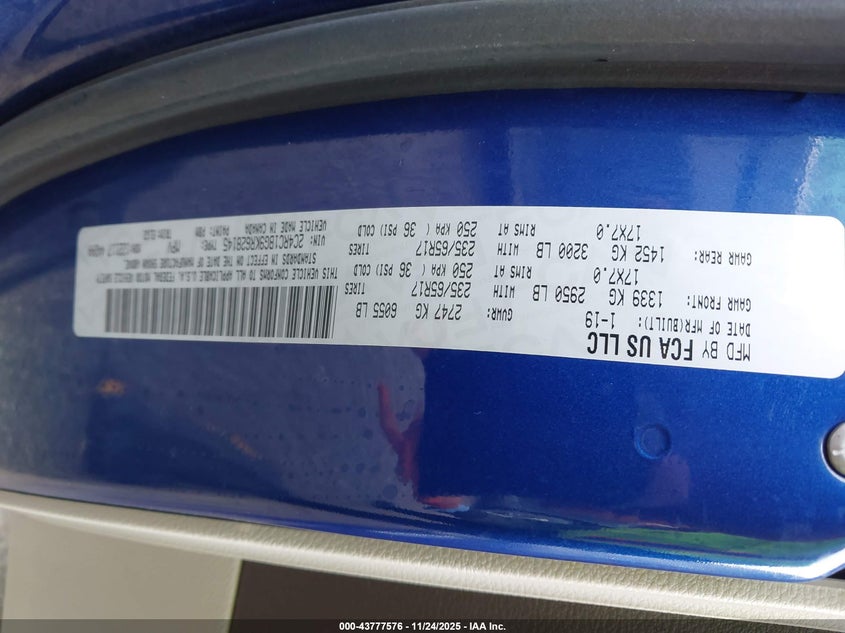 MFD BY FCA US LLC
DATE OF MFR(BUILT): 1-19
GVWR: 2747 KG 6055 LB
GAWR FRONT: 1339 KG 2950 LB WITH TIRES 235/65R17
RIMS AT 17X7.0 250 KPA ( 36 PSI) COLD
GAWR REAR: 1452 KG 3200 LB WITH TIRES 235/65R17
RIMS AT 17X7.0 250 KPA ( 36 PSI) COLD
THIS VEHICLE CONFORMS TO ALL APPLICABLE U.S.A. FEDERAL MOTOR VEHICLE SAFETY
STANDARDS IN EFFECT ON THE DATE OF MANUFACTURE SHOWN ABOVE.
VIN: 2C4RC1BG9KR628145 TYPE: MPV
VEHICLE MADE IN CANADA PAINT: PBM
000-43777576 — 11/24/2025 — IAA Inc.